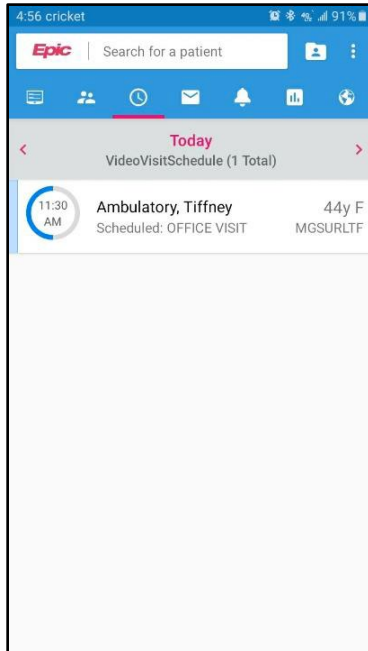 4:56 cricket 91%
Epic Search for a patient
Today
VideoVisitSchedule (1 Total)
11:30
AM
Ambulatory, Tiffney 44y F
Scheduled: OFFICE VISIT MGSURLTF